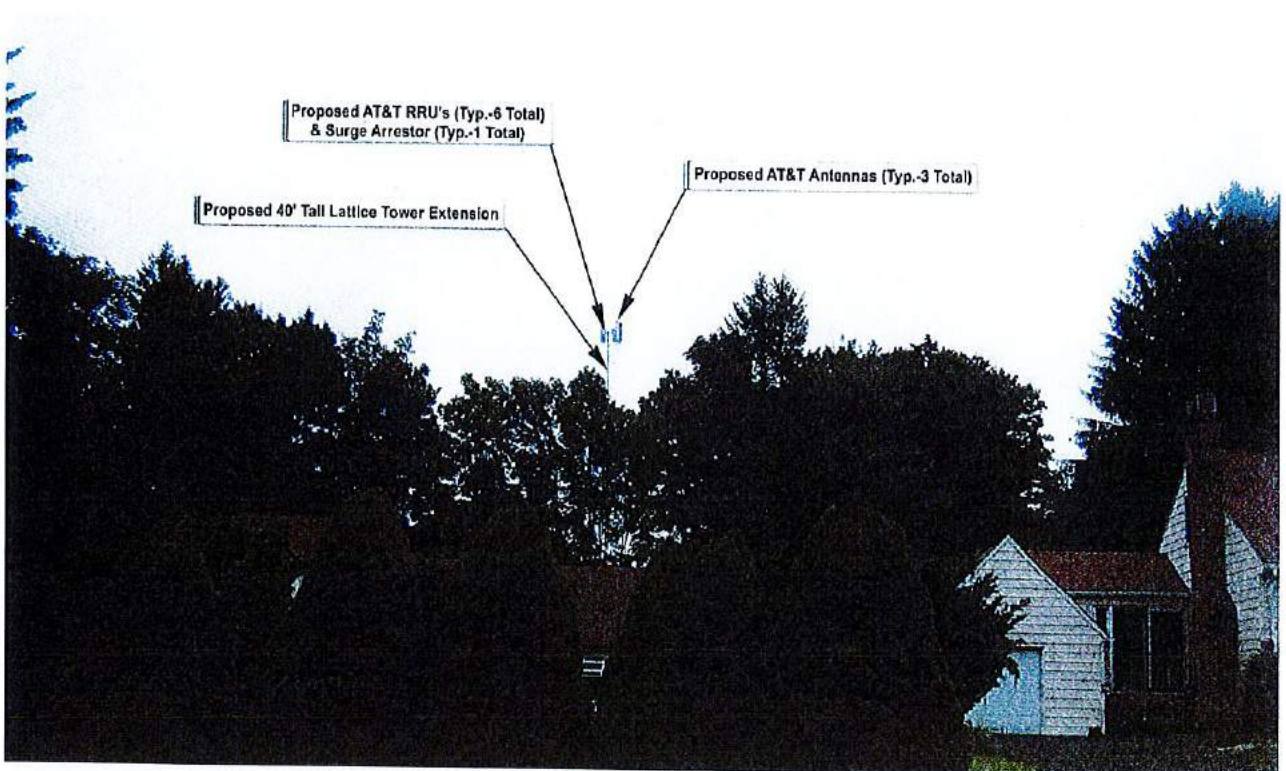 Proposed AT&T RRU's (Typ.-6 Total)
& Surge Arrestor (Typ.-1 Total)
Proposed AT&T Antennas (Typ.-3 Total)
Proposed 40' Tall Lattice Tower Extension